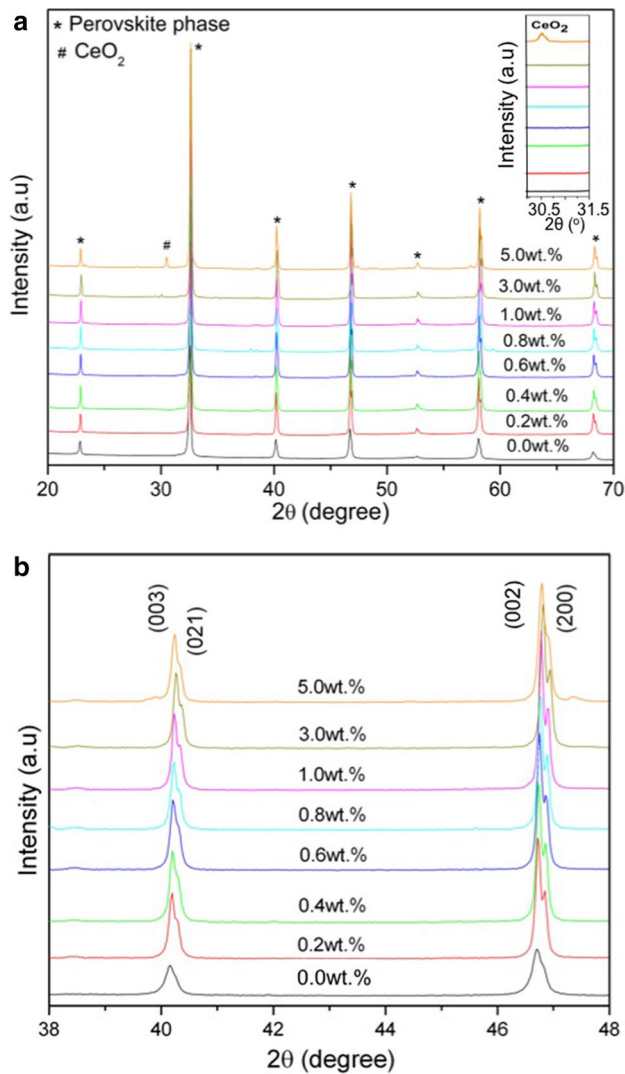 a
* Perovskite phase
# CeO2
CeO2
Intensity (a.u)
30.5 31.5
2θ (o)
* # * * * * * * *
Intensity (a.u)
5.0wt.%
3.0wt.%
1.0wt.%
0.8wt.%
0.6wt.%
0.4wt.%
0.2wt.%
0.0wt.%
20 30 40 50 60 70
2θ (degree)
b
(003) (021) (002) (200)
Intensity (a.u)
5.0wt.%
3.0wt.%
1.0wt.%
0.8wt.%
0.6wt.%
0.4wt.%
0.2wt.%
0.0wt.%
38 40 42 44 46 48
2θ (degree)